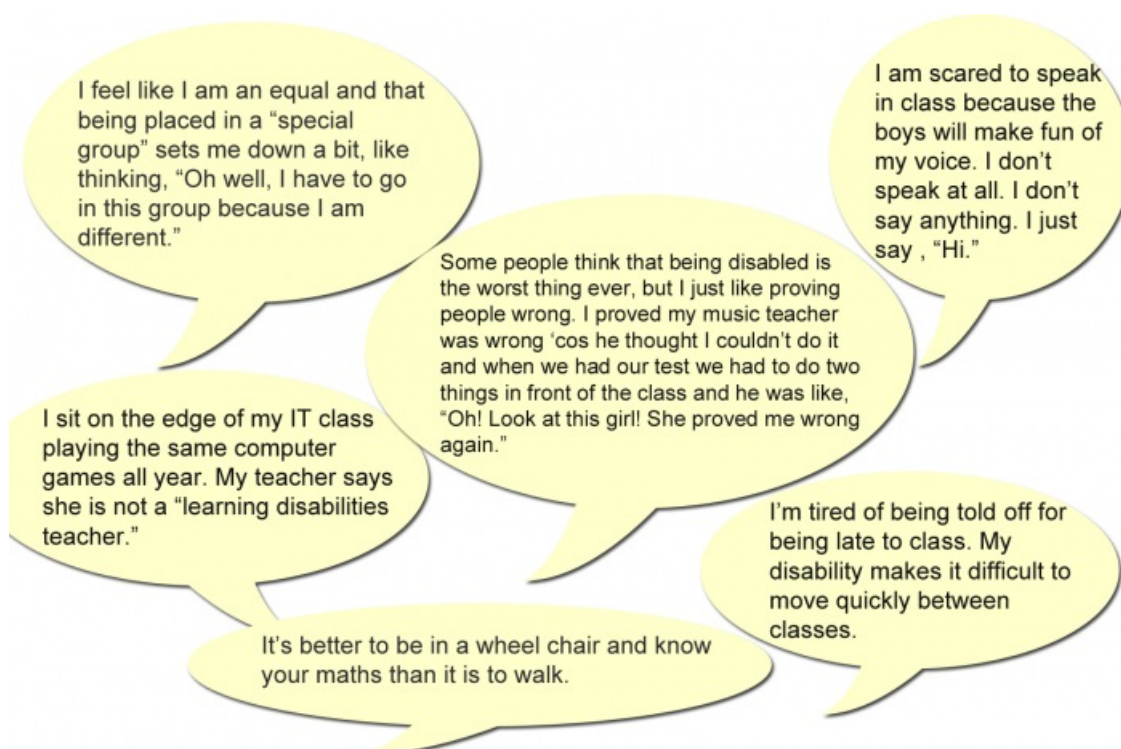 I feel like I am an equal and that
being placed in a “special
group” sets me down a bit, like
thinking, “Oh well, I have to go
in this group because I am
different.”
I am scared to speak
in class because the
boys will make fun of
my voice. I don’t
speak at all. I don’t
say anything. I just
say , “Hi.”
Some people think that being disabled is
the worst thing ever, but I just like proving
people wrong. I proved my music teacher
was wrong ‘cos he thought I couldn’t do it
and when we had our test we had to do two
things in front of the class and he was like,
“Oh! Look at this girl! She proved me wrong
again.”
I sit on the edge of my IT class
playing the same computer
games all year. My teacher says
she is not a “learning disabilities
teacher.”
I’m tired of being told off for
being late to class. My
disability makes it difficult to
move quickly between
classes.
It’s better to be in a wheel chair and know
your maths than it is to walk.